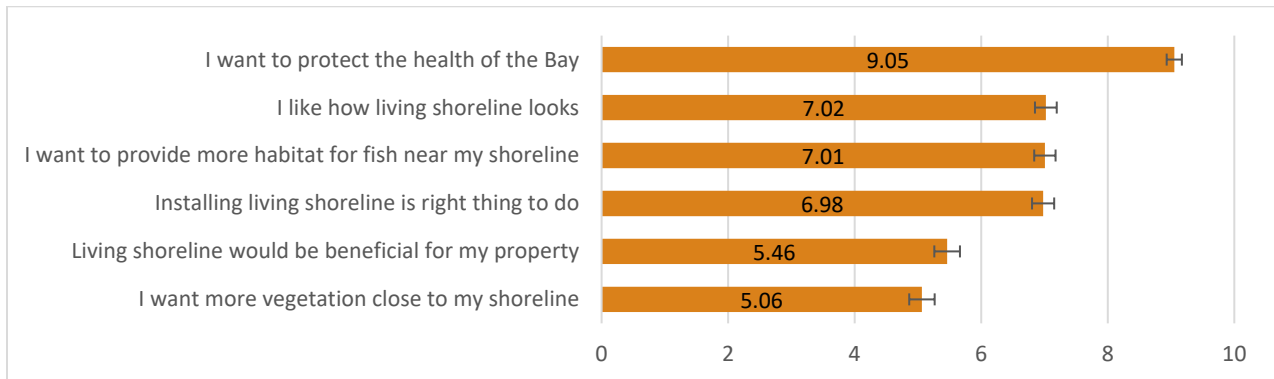 I want to protect the health of the Bay
9.05
I like how living shoreline looks
7.02
I want to provide more habitat for fish near my shoreline
7.01
Installing living shoreline is right thing to do
6.98
Living shoreline would be beneficial for my property
5.46
I want more vegetation close to my shoreline
5.06
0 2 4 6 8 10